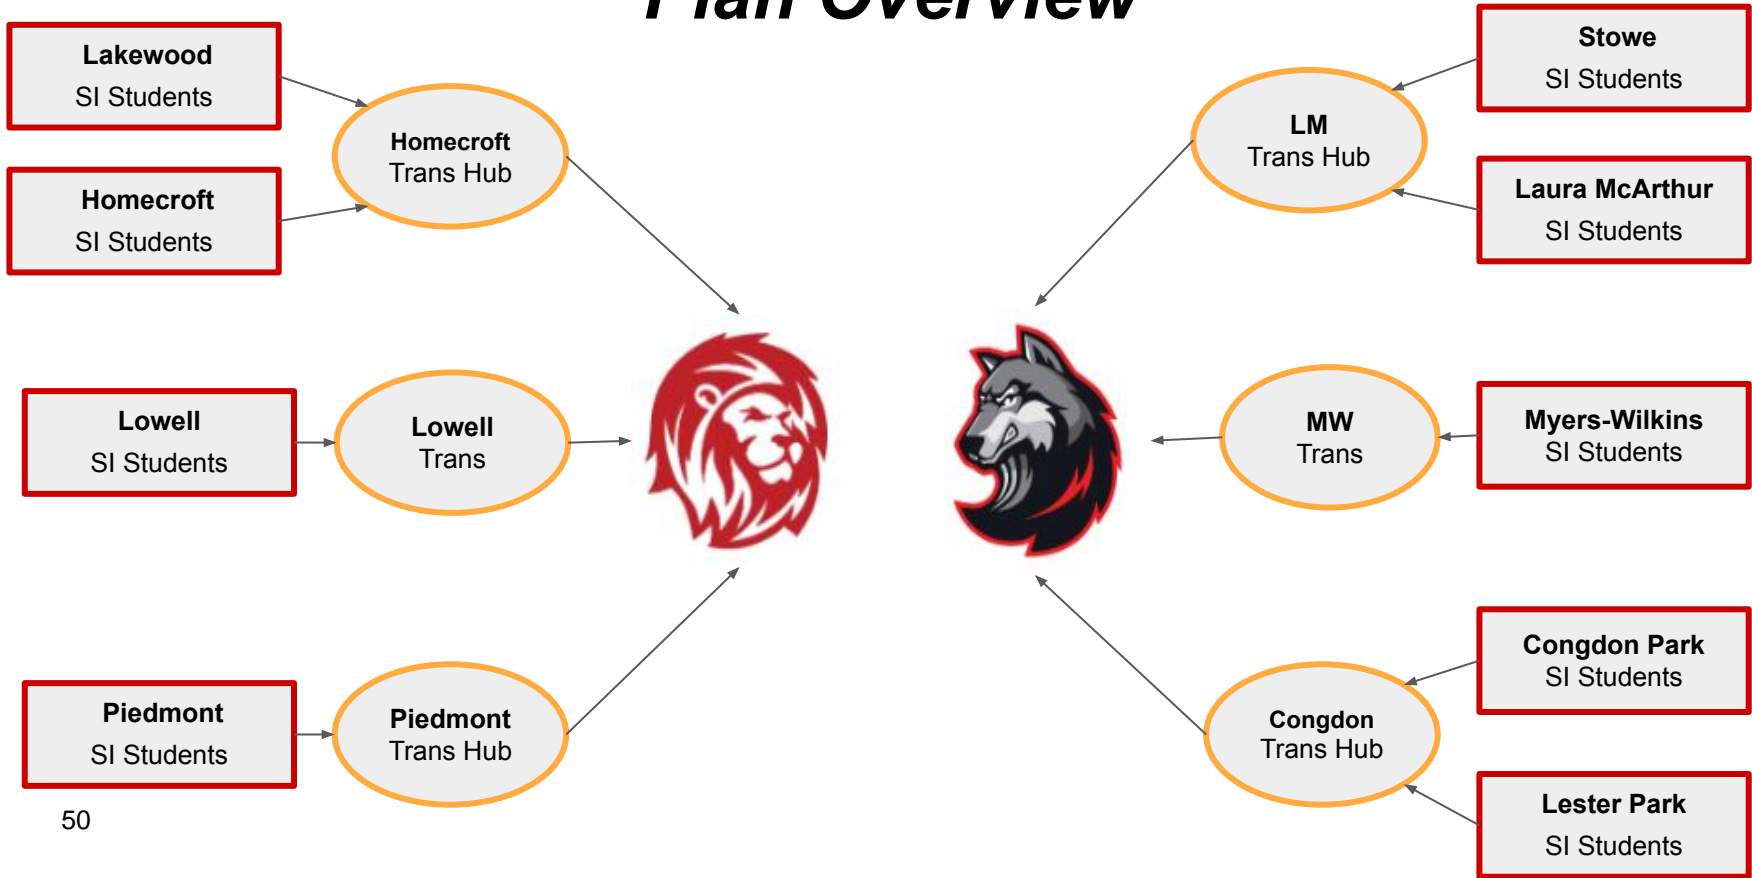 Plan Overview
Lakewood
SI Students
Homecroft
SI Students
Homecroft
Trans Hub
Lowell
SI Students
Lowell
Trans
Piedmont
SI Students
Piedmont
Trans Hub
50
LM
Trans Hub
Stowe
SI Students
Laura McArthur
SI Students
MW
Trans
Myers-Wilkins
SI Students
Congdon
Trans Hub
Congdon Park
SI Students
Lester Park
SI Students